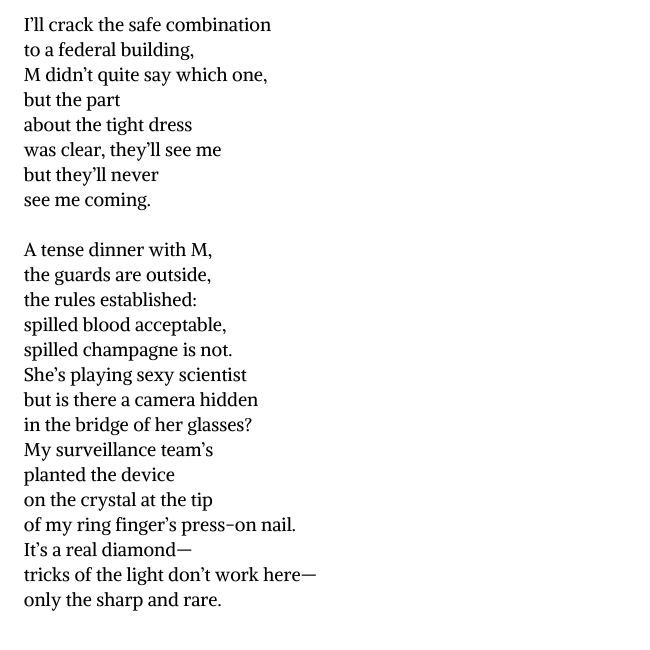 I’ll crack the safe combination
to a federal building,
M didn’t quite say which one,
but the part
about the tight dress
was clear, they’ll see me
but they’ll never
see me coming.

A tense dinner with M,
the guards are outside,
the rules established:
spilled blood acceptable,
spilled champagne is not.
She’s playing sexy scientist
but is there a camera hidden
in the bridge of her glasses?
My surveillance team’s
planted the device
on the crystal at the tip
of my ring finger’s press-on nail.
It’s a real diamond—
tricks of the light don’t work here—
only the sharp and rare.